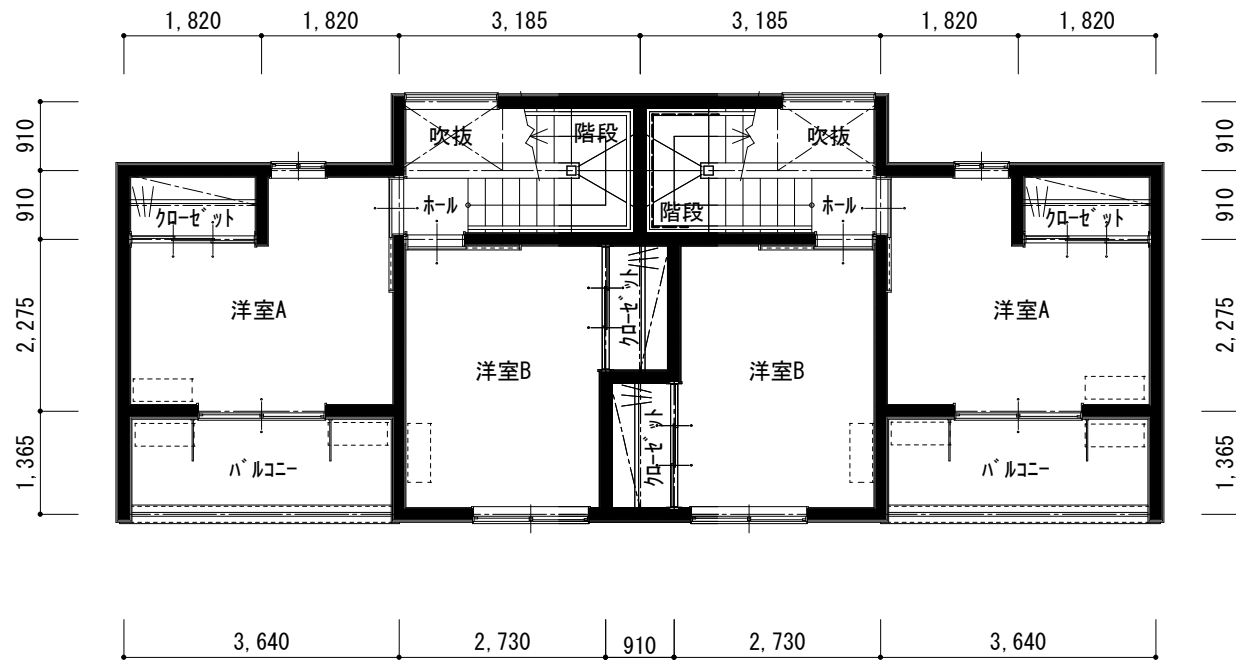 1,820 1,820 3,185 3,185 1,820 1,820
910 吹抜 階段 吹抜 910
910 クローゼット ホール 階段 ホール クローゼット 910
2,275 洋室A クローゼット 洋室A 2,275
洋室B 洋室B
1,365 バルコニー クローゼット バルコニー 1,365
3,640 2,730 910 2,730 3,640